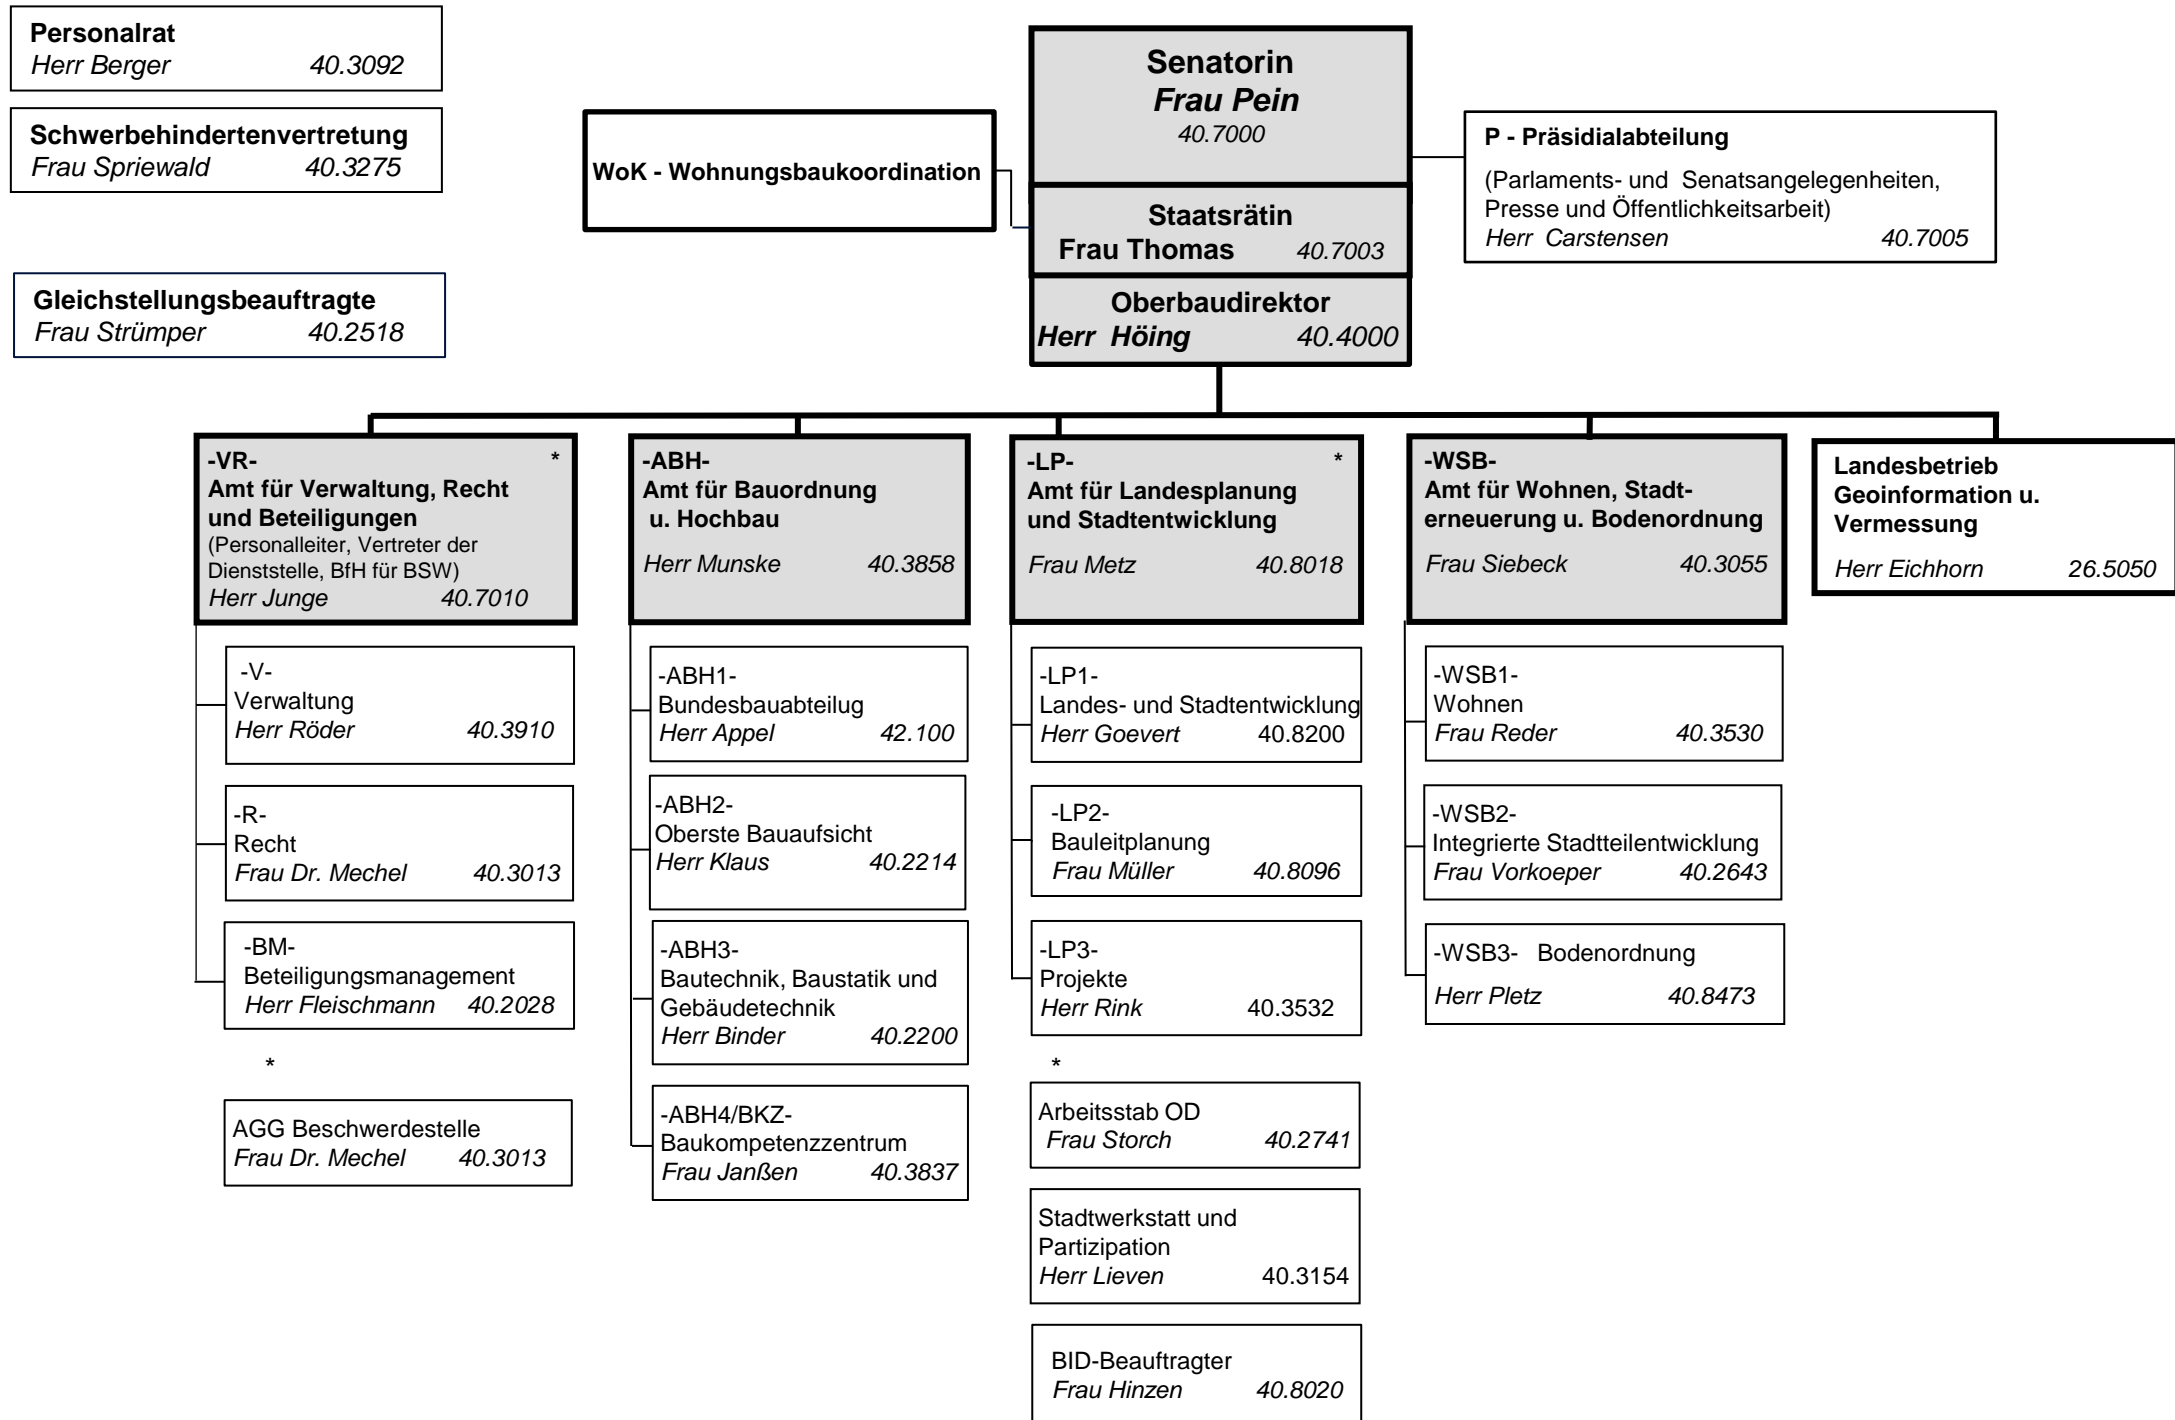 Personalrat
Herr Berger 40.3092
Schwerbehindertenvertretung
Frau Spriewald 40.3275
Gleichstellungsbeauftragte
Frau Strümper 40.2518
WoK - Wohnungsbaukoordination
Senatorin
Frau Pein
40.7000
Staatsrätin
Frau Thomas 40.7003
Oberbaudirektor
Herr Höing 40.4000
P - Präsidialabteilung
(Parlaments- und Senatsangelegenheiten,
Presse und Öffentlichkeitsarbeit)
Herr Carstensen 40.7005
-VR- *
Amt für Verwaltung, Recht
und Beteiligungen
(Personalleiter, Vertreter der
Dienststelle, BfH für BSW)
Herr Junge 40.7010
-V-
Verwaltung
Herr Röder 40.3910
-R-
Recht
Frau Dr. Mechel 40.3013
-BM-
Beteiligungsmanagement
Herr Fleischmann 40.2028
*
AGG Beschwerdestelle
Frau Dr. Mechel 40.3013
-ABH-
Amt für Bauordnung
u. Hochbau
Herr Munske 40.3858
-ABH1-
Bundesbauabteilug
Herr Appel 42.100
-ABH2-
Oberste Bauaufsicht
Herr Klaus 40.2214
-ABH3-
Bautechnik, Baustatik und
Gebäudetechnik
Herr Binder 40.2200
-ABH4/BKZ-
Baukompetenzzentrum
Frau Janßen 40.3837
-LP- *
Amt für Landesplanung
und Stadtentwicklung
Frau Metz 40.8018
-LP1-
Landes- und Stadtentwicklung
Herr Goevert 40.8200
-LP2-
Bauleitplanung
Frau Müller 40.8096
-LP3-
Projekte
Herr Rink 40.3532
*
Arbeitsstab OD
Frau Storch 40.2741
Stadtwerkstatt und
Partizipation
Herr Lieven 40.3154
BID-Beauftragter
Frau Hinzen 40.8020
-WSB-
Amt für Wohnen, Stadt-
erneuerung u. Bodenordnung
Frau Siebeck 40.3055
-WSB1-
Wohnen
Frau Reder 40.3530
-WSB2-
Integrierte Stadtteilentwicklung
Frau Vorkoeper 40.2643
-WSB3- Bodenordnung
Herr Pletz 40.8473
Landesbetrieb
Geoinformation u.
Vermessung
Herr Eichhorn 26.5050